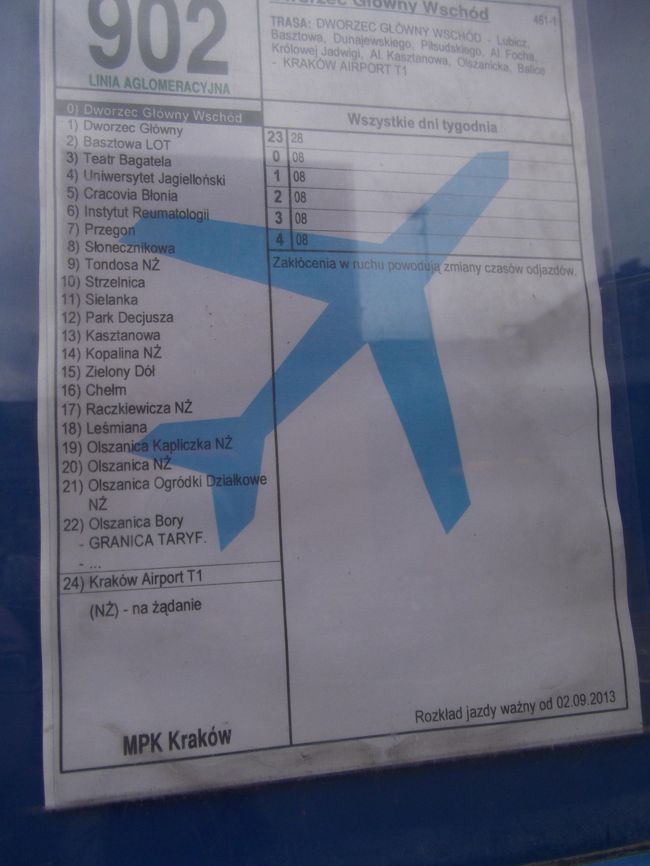 902
LINIA AGLOMERACYJNA
Dworzec Główny Wschód
461-1
TRASA: DWORZEC GŁÓWNY WSCHÓD - Lubicz,
Basztowa, Dunajewskiego, Piłsudskiego, Al Focha,
Królowej Jadwigi, Al. Kasztanowa, Olszanicka, Balice
- KRAKÓW AIRPORT T1
0) Dworzec Główny Wschód
1) Dworzec Główny
2) Basztowa LOT
3) Teatr Bagatela
4) Uniwersytet Jagielloński
5) Cracovia Błonia
6) Instytut Reumatologii
7) Przegon
8) Słonecznikowa
9) Tondosa NŻ
10) Strzelnica
11) Sielanka
12) Park Decjusza
13) Kasztanowa
14) Kopalina NŻ
15) Zielony Dół
16) Chełm
17) Raczkiewicza NŻ
18) Leśmiana
19) Olszanica Kapliczka NŻ
20) Olszanica NŻ
21) Olszanica Ogródki Działkowe
NŻ
22) Olszanica Bory
- GRANICA TARYF.
- ...
24) Kraków Airport T1
(NŻ) - na żądanie
MPK Kraków
Wszystkie dni tygodnia
23 28
0 08
1 08
2 08
3 08
4 08
Zakłócenia w ruchu powodują zmiany czasów odjazdów.
Rozkład jazdy ważny od 02.09.2013